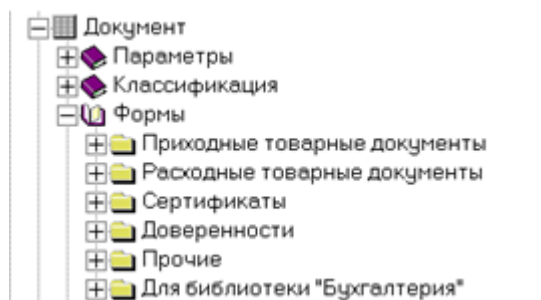 Документ
Параметры
Классификация
Формы
Приходные товарные документы
Расходные товарные документы
Сертификаты
Доверенности
Прочие
Для библиотеки "Бухгалтерия"